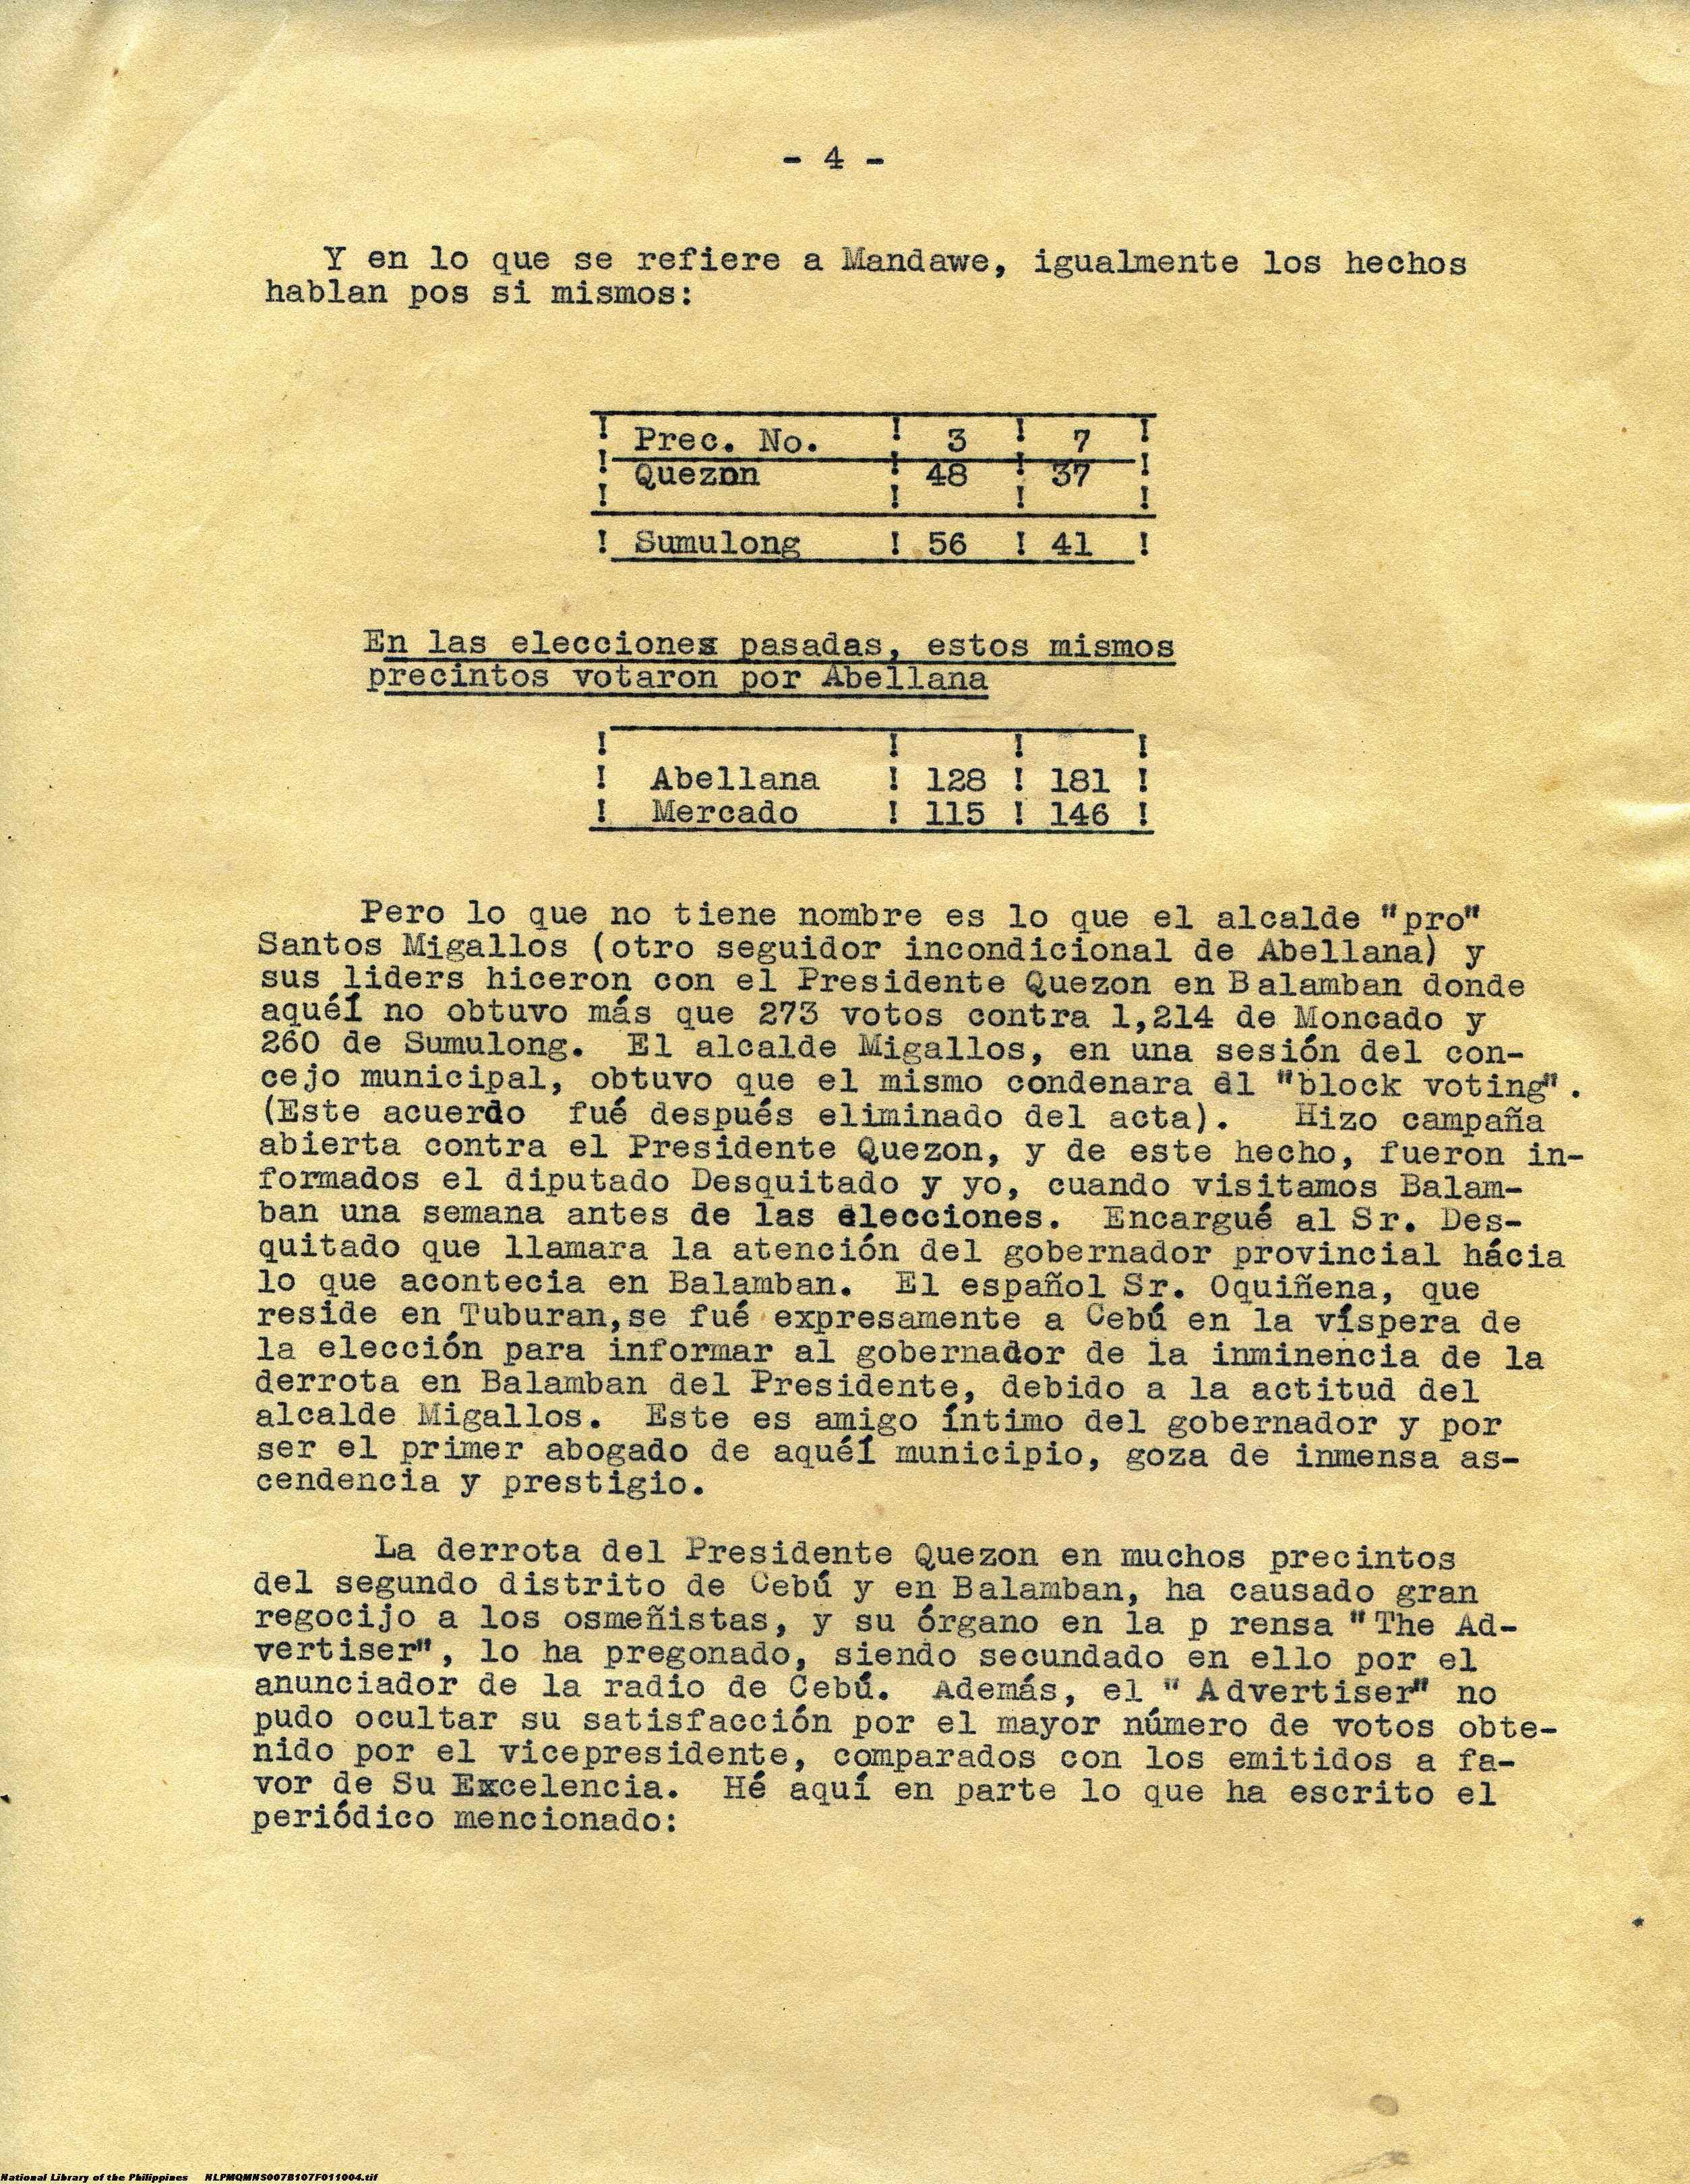 - 4 -
Y en lo que se refiere a Mandawe, igualmente los hechos
hablan pos si mismos:
Prec. No. ! 3 ! 7 !
Quezon ! 48 ! 37 !
! Sumulong ! 56 ! 41 !
En las elecciones pasadas, estos mismos
precintos votaron por Abellana
! Abellana ! 128 ! 181 !
! Mercado ! 115 ! 146 !
Pero lo que no tiene nombre es lo que el alcalde "pro"
Santos Migallos (otro seguidor incondicional de Abellana) y
sus liders hiceron con el Presidente Quezon en Balamban donde
aquél no obtuvo más que 273 votos contra 1,214 de Moncado y
260 de Sumulong. El alcalde Migallos, en una sesión del con-
cejo municipal, obtuvo que el mismo condenara el "block voting".
(Este acuerdo fué después eliminado del acta). Hizo campaña
abierta contra el Presidente Quezon, y de este hecho, fueron in-
formados el diputado Desquitado y yo, cuando visitamos Balam-
ban una semana antes de las elecciones. Encargué al Sr. Des-
quitado que llamara la atención del gobernador provincial hácia
lo que acontecia en Balamban. El español Sr. Oquiñena, que
reside en Tuburan,se fué expresamente a Cebú en la víspera de
la elección para informar al gobernador de la inminencia de la
derrota en Balamban del Presidente, debido a la actitud del
alcalde Migallos. Este es amigo íntimo del gobernador y por
ser el primer abogado de aquél municipio, goza de inmensa as-
cendencia y prestigio.
La derrota del Presidente Quezon en muchos precintos
del segundo distrito de Cebú y en Balamban, ha causado gran
regocijo a los osmeñistas, y su órgano en la p rensa "The Ad-
vertiser", lo ha pregonado, siendo secundado en ello por el
anunciador de la radio de Cebú. Además, el " Advertiser" no
pudo ocultar su satisfacción por el mayor número de votos obte-
nido por el vicepresidente, comparados con los emitidos a fa-
vor de Su Excelencia. Hé aquí en parte lo que ha escrito el
periódico mencionado:
National Library of the Philippines NLPMQMNS007B107F011004.tif